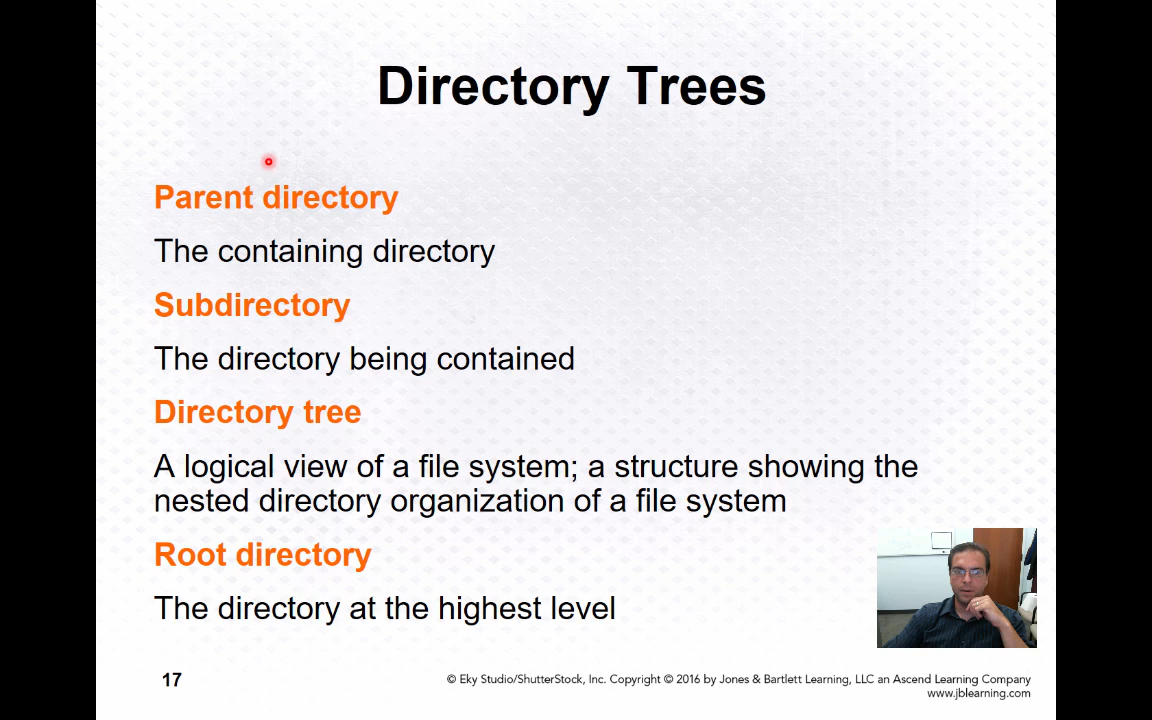 Directory Trees
Parent directory
The containing directory
Subdirectory
The directory being contained
Directory tree
A logical view of a file system; a structure showing the
nested directory organization of a file system
Root directory
The directory at the highest level
17
© Eky Studio/ShutterStock, Inc. Copyright © 2016 by Jones & Bartlett Learning, LLC an Ascend Learning Company
www.jblearning.com